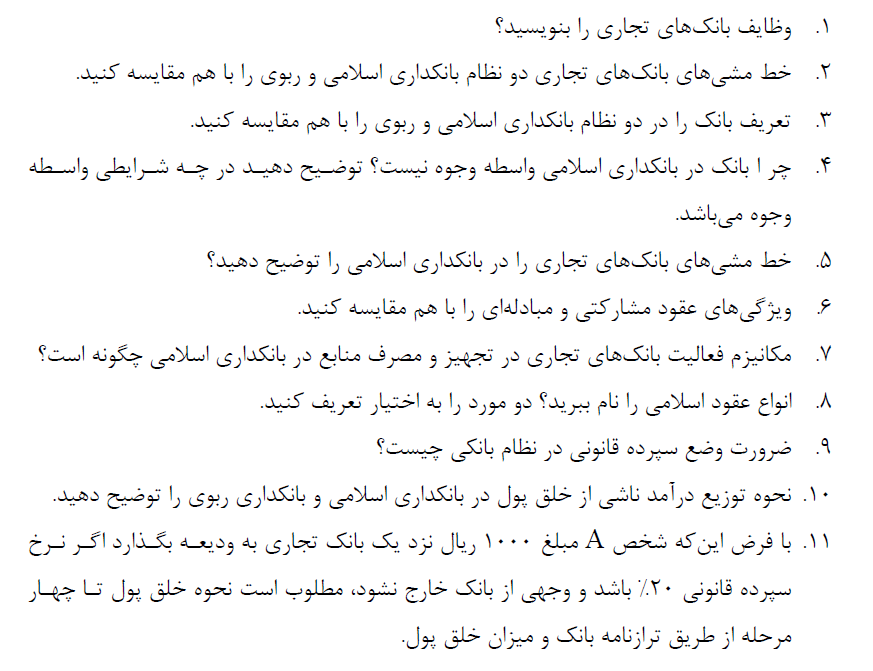 ۱. وظایف بانک‌های تجاری را بنویسید؟
۲. خط مشی‌های بانک‌های تجاری دو نظام بانکداری اسلامی و ربوی را با هم مقایسه کنید.
۳. تعریف بانک را در دو نظام بانکداری اسلامی و ربوی را با هم مقایسه کنید.
۴. چر ا بانک در بانکداری اسلامی واسطه وجوه نیست؟ توضیح دهید در چه شرایطی واسطه
وجوه می‌باشد.
۵. خط مشی‌های بانک‌های تجاری را در بانکداری اسلامی را توضیح دهید؟
۶. ویژگی‌های عقود مشارکتی و مبادله‌ای را با هم مقایسه کنید.
۷. مکانیزم فعالیت بانک‌های تجاری در تجهیز و مصرف منابع در بانکداری اسلامی چگونه است؟
۸. انواع عقود اسلامی را نام ببرید؟ دو مورد را به اختیار تعریف کنید.
۹. ضرورت وضع سپرده قانونی در نظام بانکی چیست؟
۱۰. نحوه توزیع درآمد ناشی از خلق پول در بانکداری اسلامی و بانکداری ربوی را توضیح دهید.
۱۱. با فرض این‌که شخص A مبلغ ۱۰۰۰ ریال نزد یک بانک تجاری به ودیعه بگذارد اگر نرخ
سپرده قانونی ۲۰٪ باشد و وجهی از بانک خارج نشود، مطلوب است نحوه خلق پول تا چهار
مرحله از طریق ترازنامه بانک و میزان خلق پول.